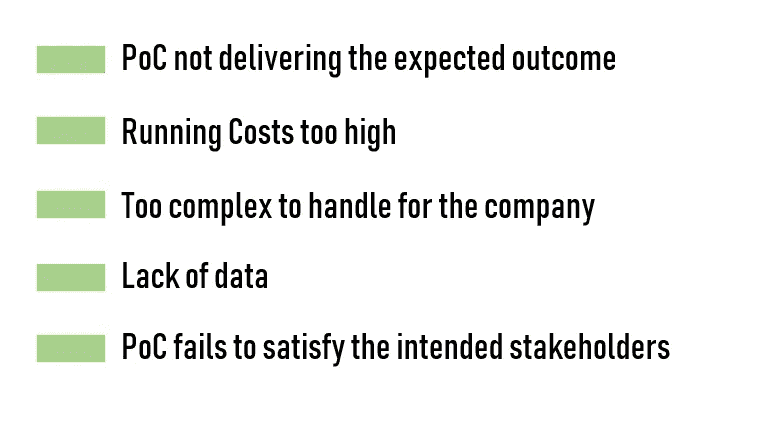 PoC not delivering the expected outcome
Running Costs too high
Too complex to handle for the company
Lack of data
PoC fails to satisfy the intended stakeholders